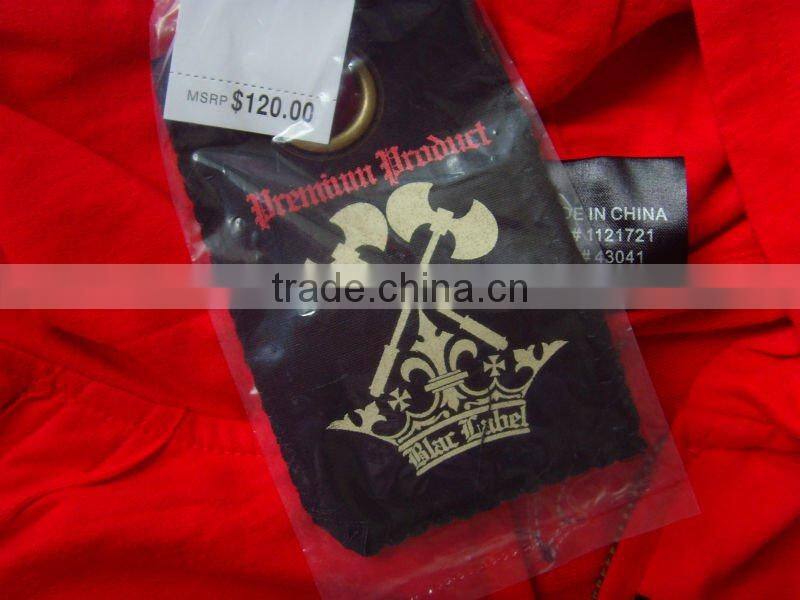 MSRP $120.00
Premium Product
DE IN CHINA
# 1121721
# 43041
trade.china.cn
Blac Label